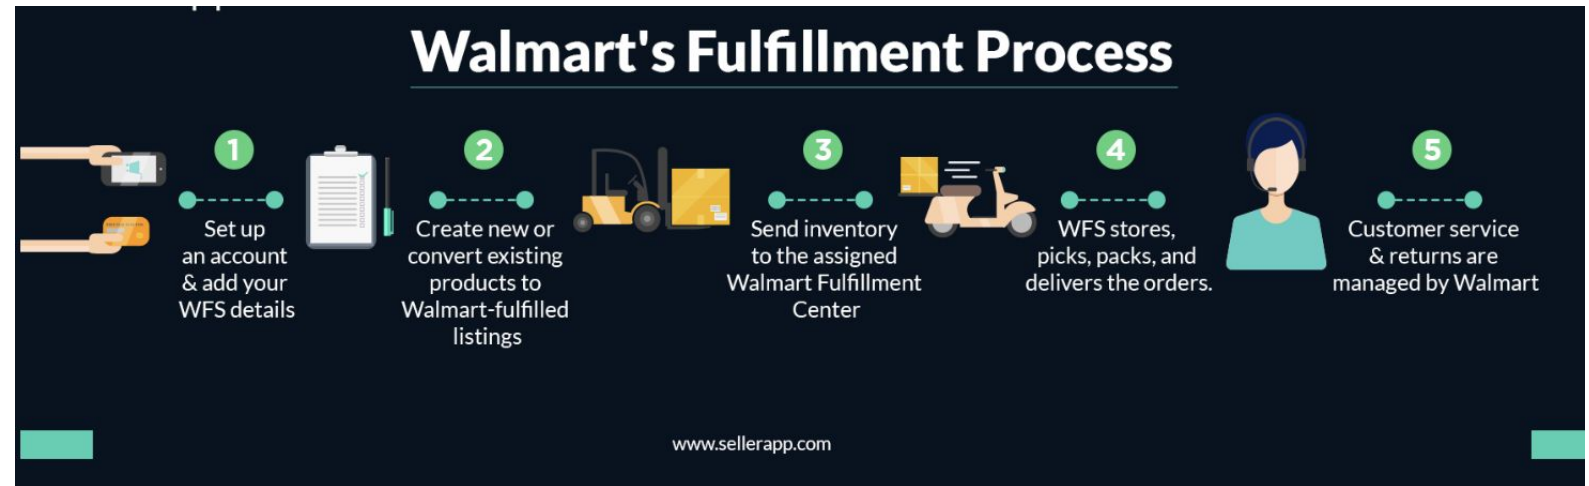 Walmart's Fulfillment Process
1
Set up
an account
& add your
WFS details
2
Create new or
convert existing
products to
Walmart-fulfilled
listings
3
Send inventory
to the assigned
Walmart Fulfillment
Center
4
WFS stores,
picks, packs, and
delivers the orders.
5
Customer service
& returns are
managed by Walmart
www.sellerapp.com